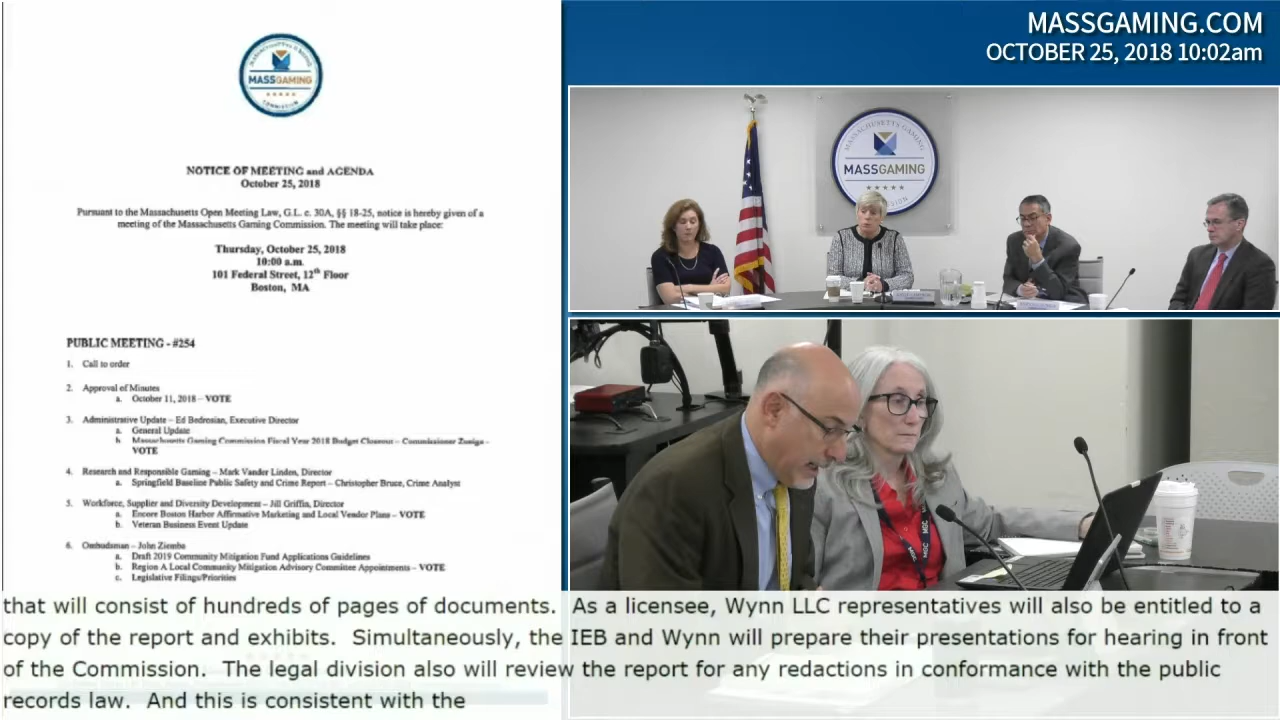 MASSACHUSETTS GAMING
MASSGAMING
COMMISSION
NOTICE OF MEETING and AGENDA
October 25, 2018
Pursuant to the Massachusetts Open Meeting Law, G.L. c. 30A, §§ 18-25, notice is hereby given of a
meeting of the Massachusetts Gaming Commission. The meeting will take place:
Thursday, October 25, 2018
10:00 a.m.
101 Federal Street, 12th Floor
Boston, MA
PUBLIC MEETING - #254
1. Call to order
2. Approval of Minutes
a. October 11, 2018 – VOTE
3. Administrative Update – Ed Bedrosian, Executive Director
a. General Update
b. Massachusetts Gaming Commission Fiscal Year 2018 Budget Closeout – Commissioner Zuniga -
VOTE
4. Research and Responsible Gaming – Mark Vander Linden, Director
a. Springfield Baseline Public Safety and Crime Report – Christopher Bruce, Crime Analyst
5. Workforce, Supplier and Diversity Development – Jill Griffin, Director
a. Encore Boston Harbor Affirmative Marketing and Local Vendor Plans – VOTE
b. Veteran Business Event Update
6. Ombudsman – John Ziemba
a. Draft 2019 Community Mitigation Fund Applications Guidelines
b. Region A Local Community Mitigation Advisory Committee Appointments – VOTE
c. Legislative Filings/Priorities
MASSGAMING.COM
OCTOBER 25, 2018 10:02am
MASSACHUSETTS GAMING
MASSGAMING
MGC
that will consist of hundreds of pages of documents. As a licensee, Wynn LLC representatives will also be entitled to a
copy of the report and exhibits. Simultaneously, the IEB and Wynn will prepare their presentations for hearing in front
of the Commission. The legal division also will review the report for any redactions in conformance with the public
records law. And this is consistent with the